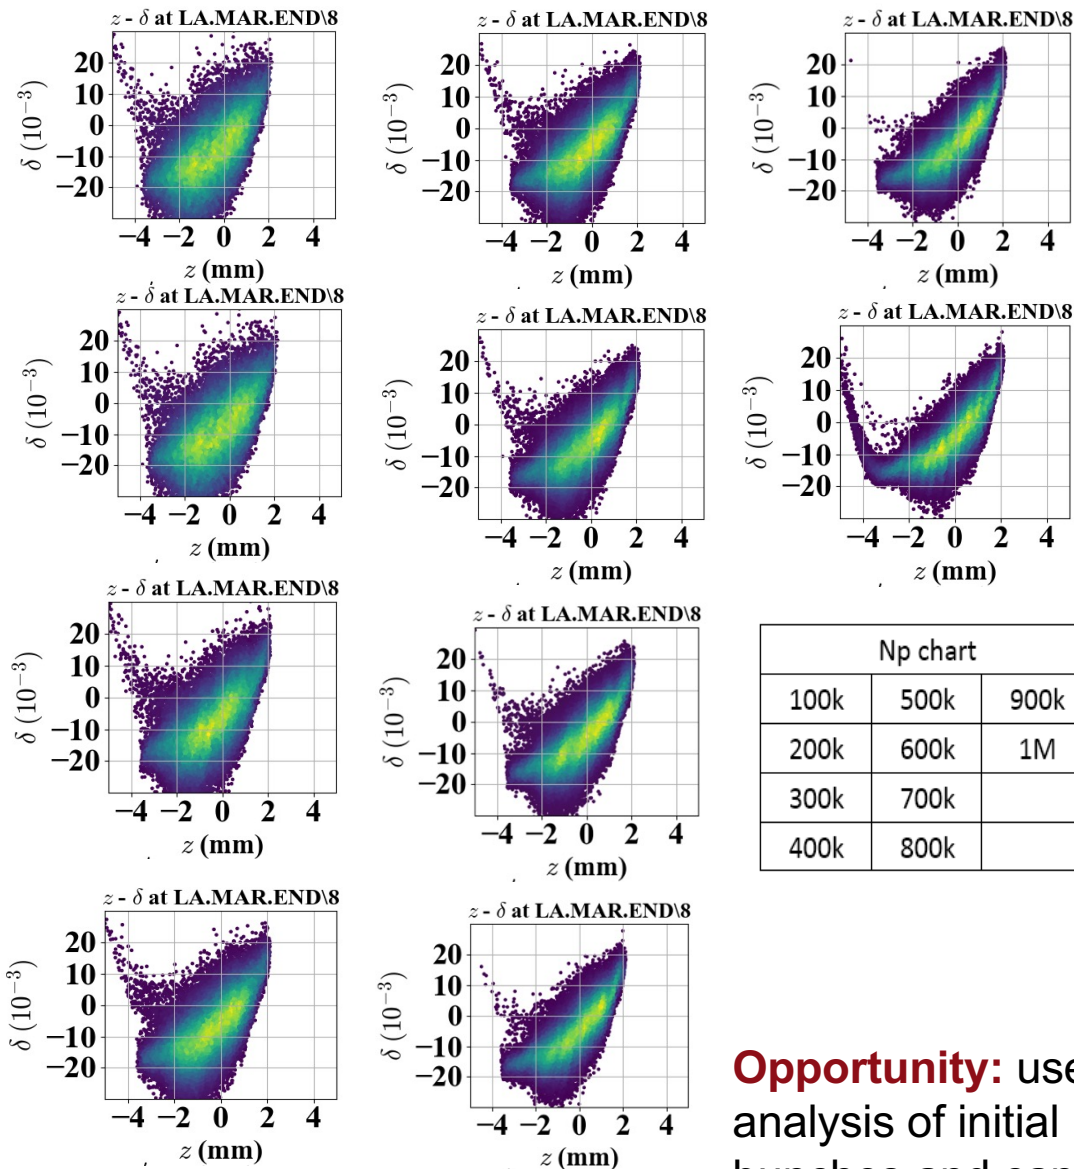 z - δ at LA.MAR.END\8
δ (10⁻³)
20
10
0
−10
−20
−4 −2 0 2 4
z (mm)
z - δ at LA.MAR.END\8
δ (10⁻³)
20
10
0
−10
−20
−4 −2 0 2 4
z (mm)
z - δ at LA.MAR.END\8
δ (10⁻³)
20
10
0
−10
−20
−4 −2 0 2 4
z (mm)
z - δ at LA.MAR.END\8
δ (10⁻³)
20
10
0
−10
−20
−4 −2 0 2 4
z (mm)
z - δ at LA.MAR.END\8
δ (10⁻³)
20
10
0
−10
−20
−4 −2 0 2 4
z (mm)
z - δ at LA.MAR.END\8
δ (10⁻³)
20
10
0
−10
−20
−4 −2 0 2 4
z (mm)
z - δ at LA.MAR.END\8
δ (10⁻³)
20
10
0
−10
−20
−4 −2 0 2 4
z (mm)
z - δ at LA.MAR.END\8
δ (10⁻³)
20
10
0
−10
−20
−4 −2 0 2 4
z (mm)
Np chart
100k 500k 900k
200k 600k 1M
300k 700k
400k 800k
z - δ at LA.MAR.END\8
δ (10⁻³)
20
10
0
−10
−20
−4 −2 0 2 4
z (mm)
z - δ at LA.MAR.END\8
δ (10⁻³)
20
10
0
−10
−20
−4 −2 0 2 4
z (mm)
Opportunity: use
analysis of initial